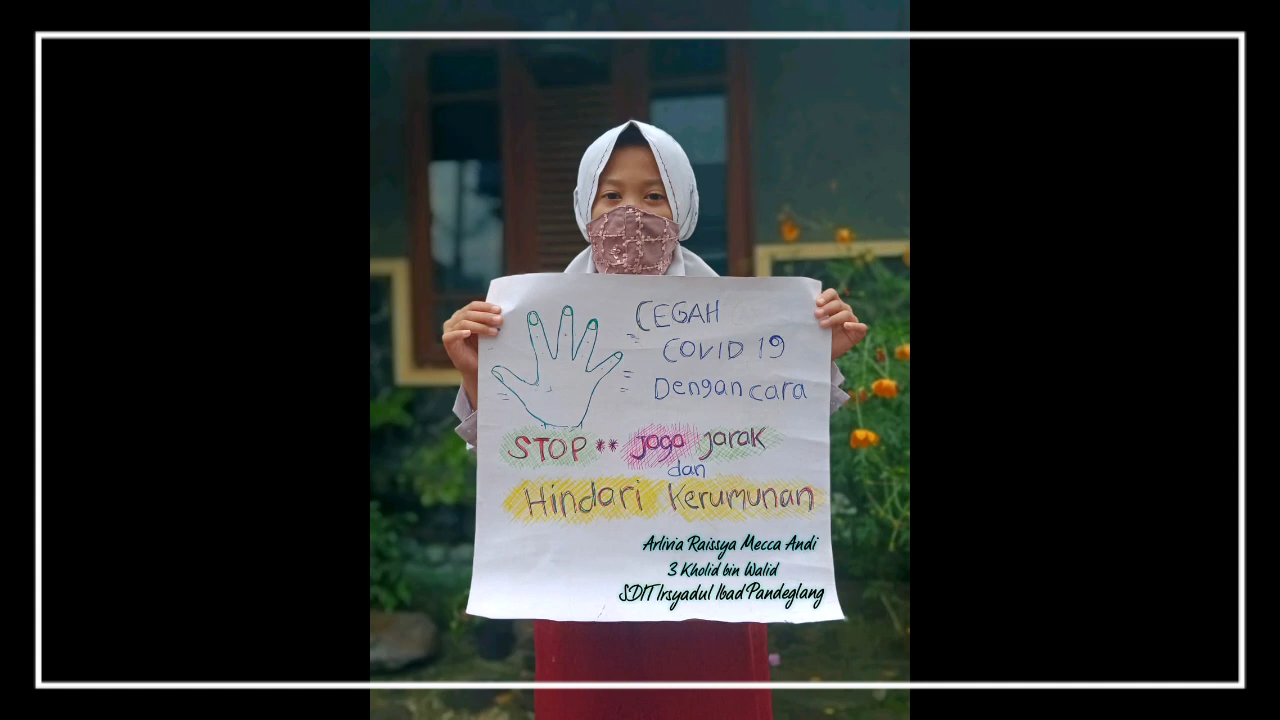 CEGAH
COVID 19
Dengan cara
STOP ** jaga jarak
dan
Hindari Kerumunan
Arlivia Raissya Mecca Andi
3 Kholid bin Walid
SDIT Irsyadul Ibad Pandeglang